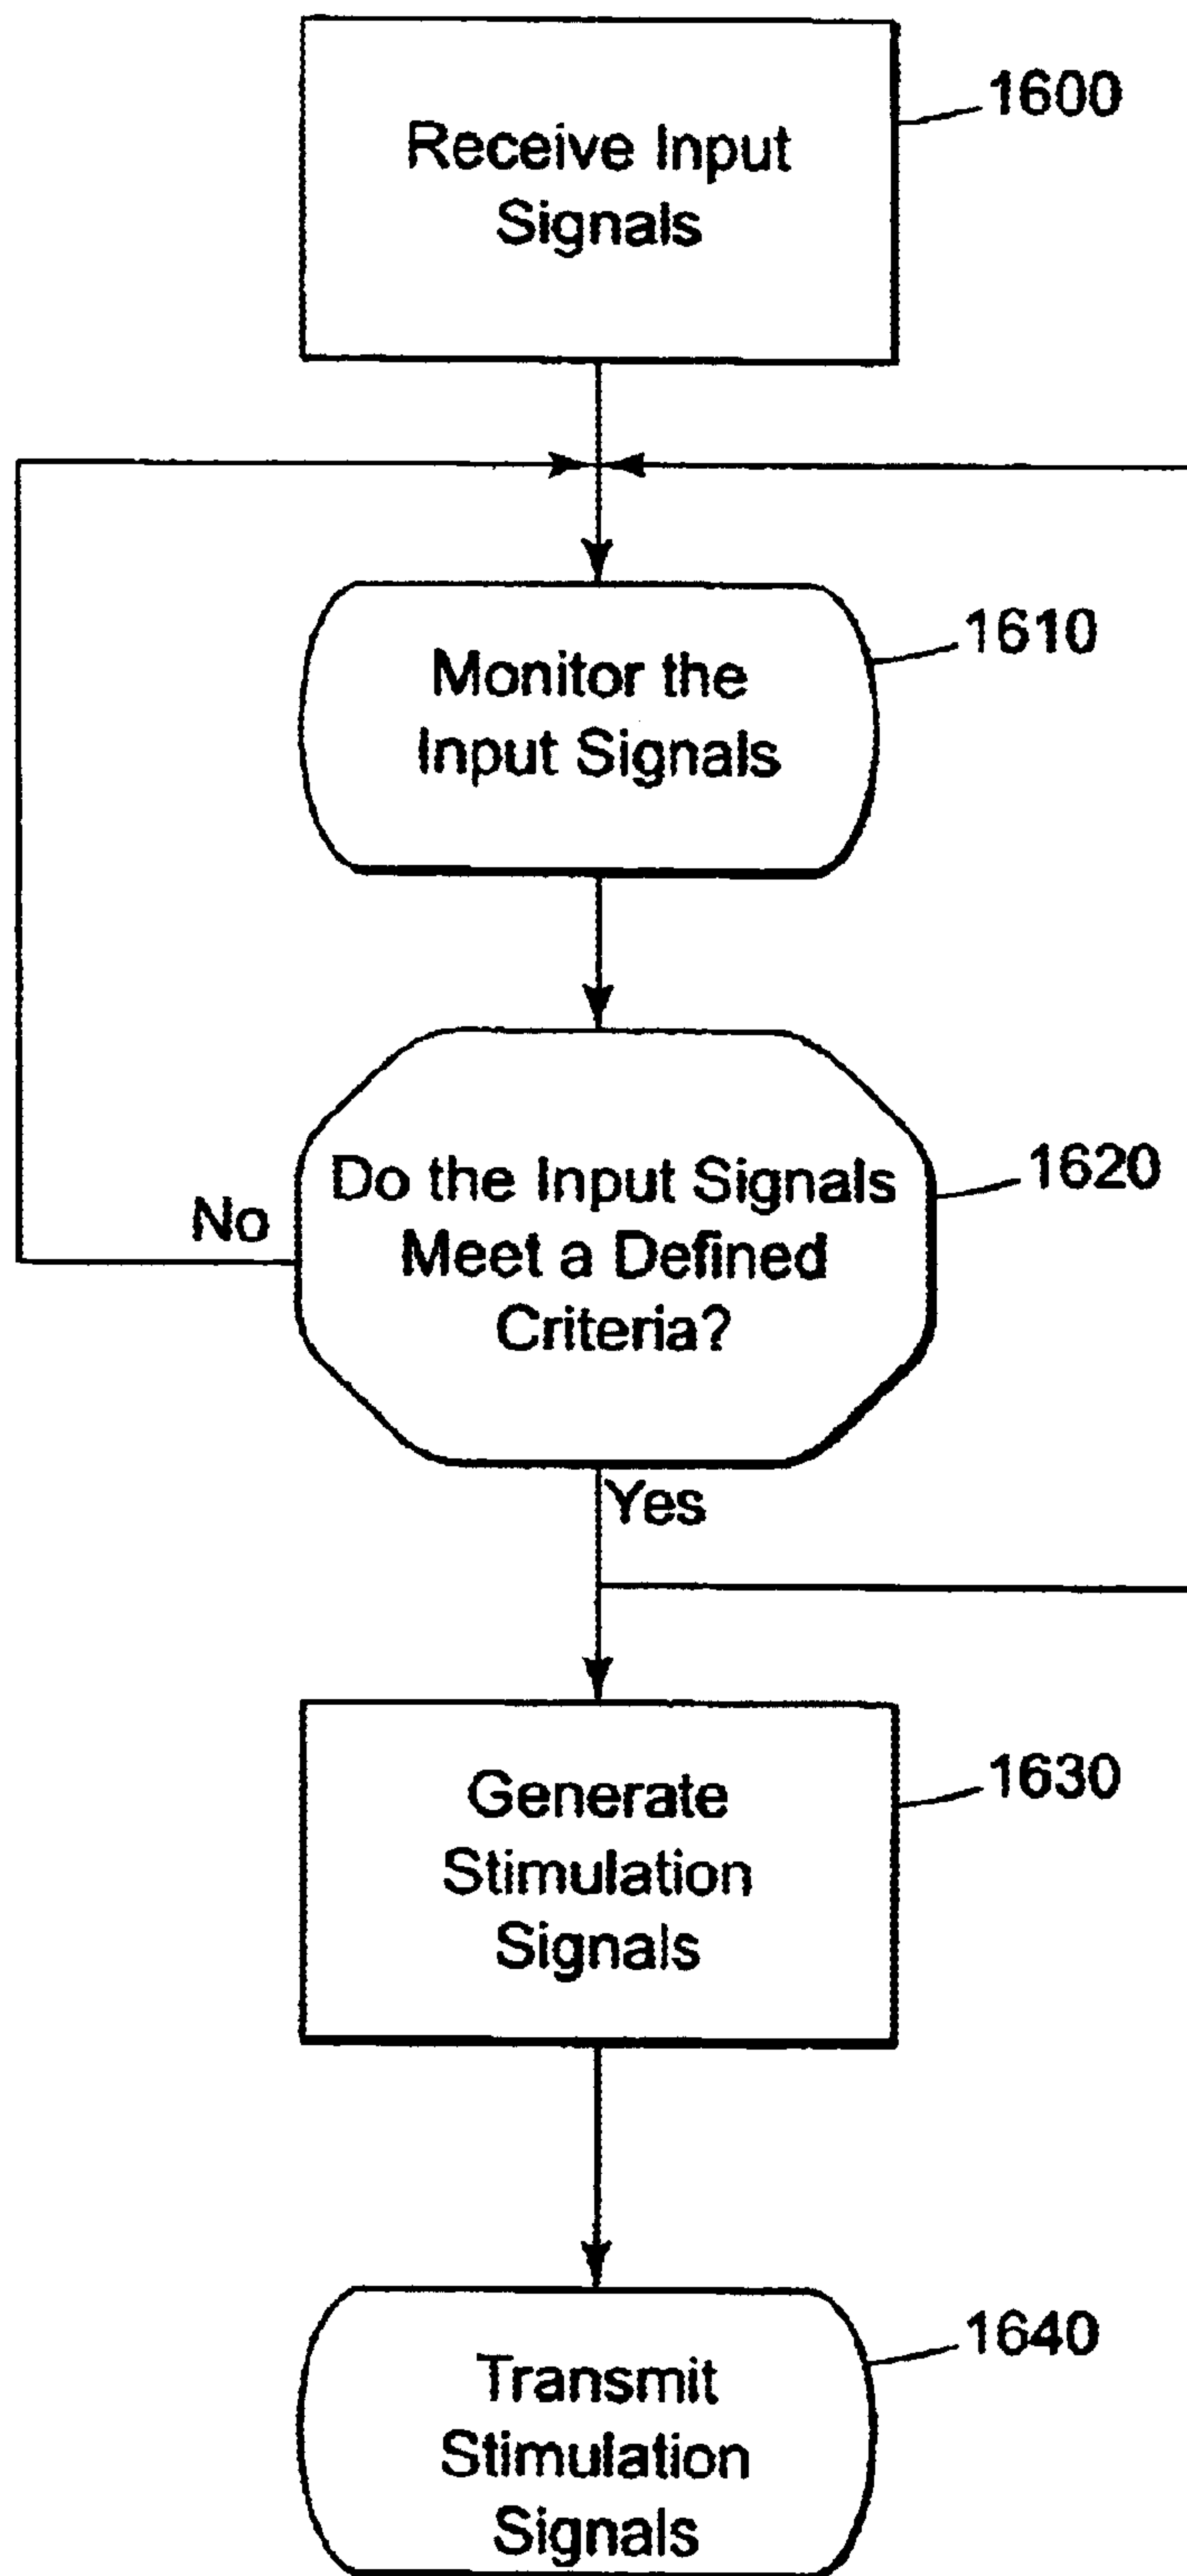 Receive Input
Signals
1600
Monitor the
Input Signals
1610
Do the Input Signals
Meet a Defined
Criteria?
1620
No
Yes
Generate
Stimulation
Signals
1630
Transmit
Stimulation
Signals
1640